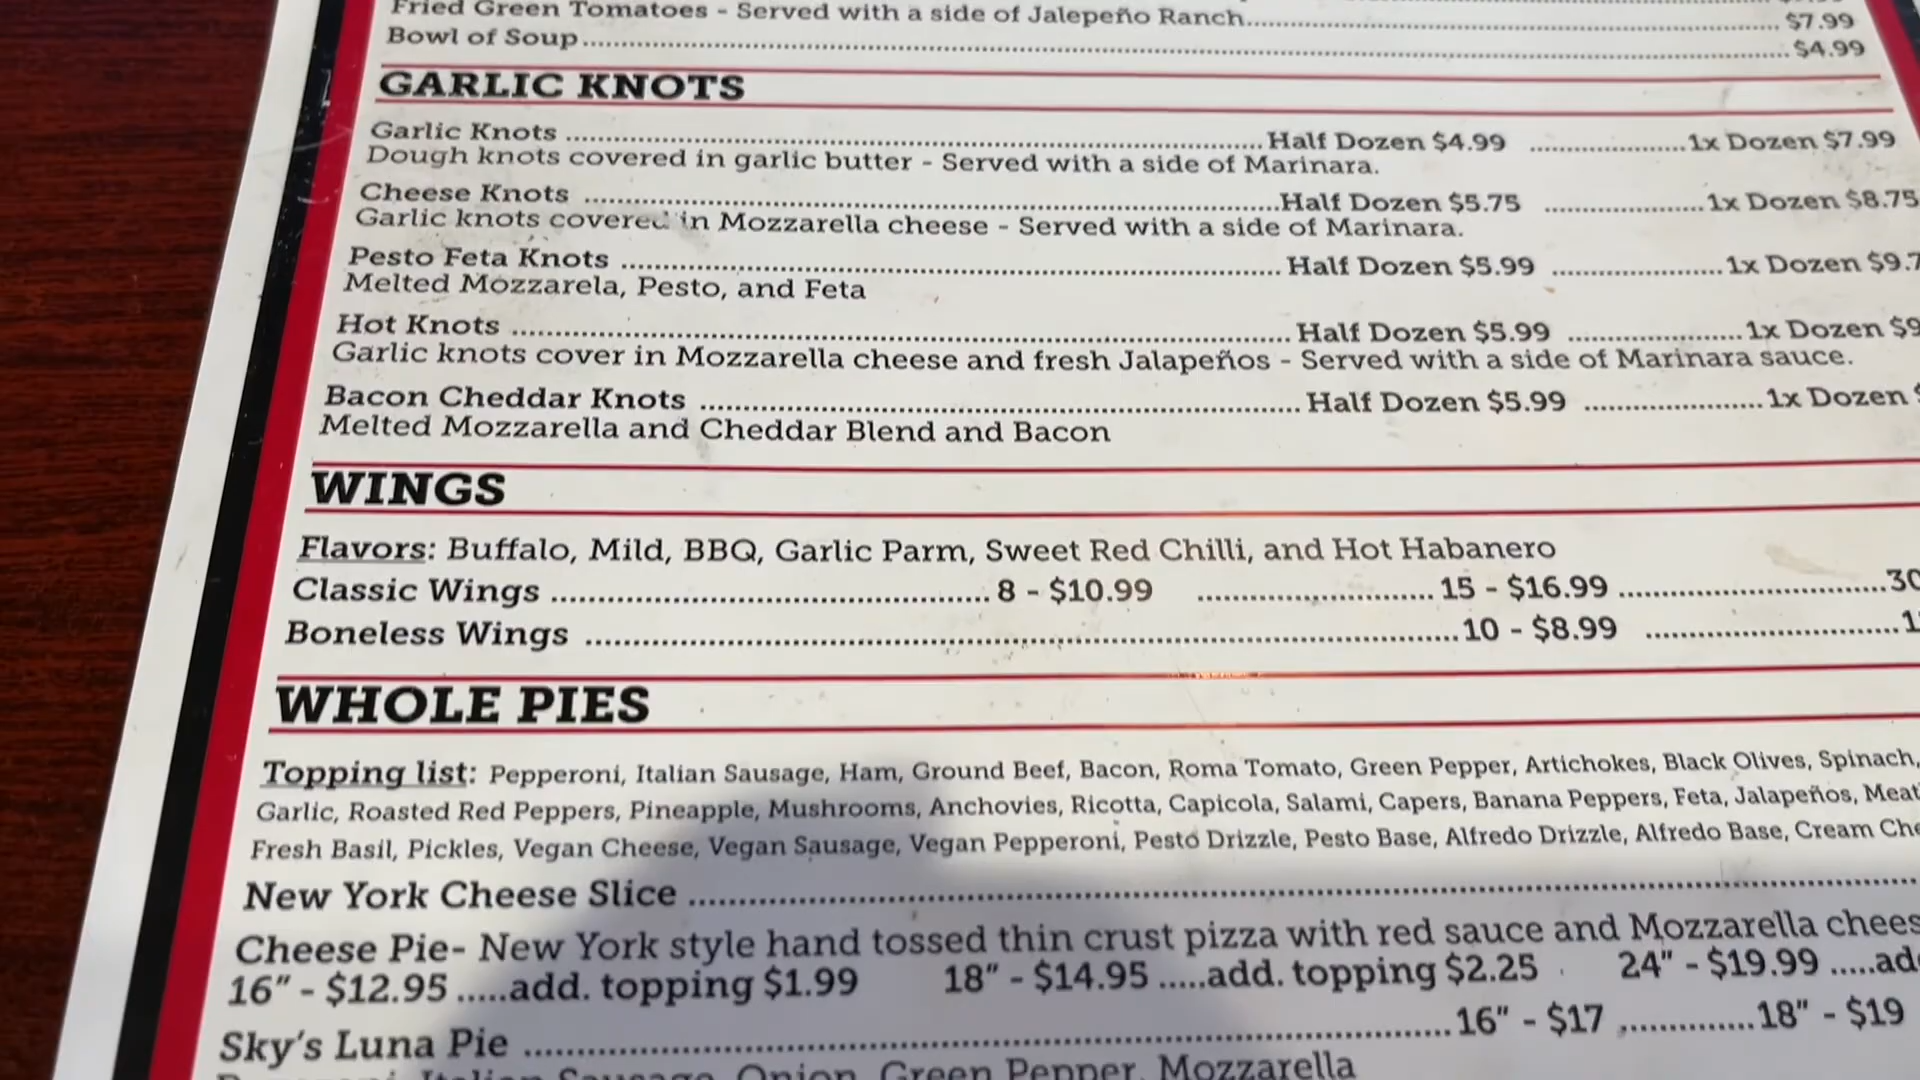 Fried Green Tomatoes - Served with a side of Jalepeño Ranch.......... $7.99
Bowl of Soup.......... $4.99
GARLIC KNOTS
Garlic Knots .......... Half Dozen $4.99 .......... 1x Dozen $7.99
Dough knots covered in garlic butter - Served with a side of Marinara.
Cheese Knots .......... Half Dozen $5.75 .......... 1x Dozen $8.75
Garlic knots covered in Mozzarella cheese - Served with a side of Marinara.
Pesto Feta Knots .......... Half Dozen $5.99 .......... 1x Dozen $9.7
Melted Mozzarela, Pesto, and Feta
Hot Knots .......... Half Dozen $5.99 .......... 1x Dozen $9
Garlic knots cover in Mozzarella cheese and fresh Jalapeños - Served with a side of Marinara sauce.
Bacon Cheddar Knots .......... Half Dozen $5.99 .......... 1x Dozen
Melted Mozzarella and Cheddar Blend and Bacon
WINGS
Flavors: Buffalo, Mild, BBQ, Garlic Parm, Sweet Red Chilli, and Hot Habanero
Classic Wings .......... 8 - $10.99 .......... 15 - $16.99 .......... 30
Boneless Wings .......... 10 - $8.99 ..........
WHOLE PIES
Topping list: Pepperoni, Italian Sausage, Ham, Ground Beef, Bacon, Roma Tomato, Green Pepper, Artichokes, Black Olives, Spinach,
Garlic, Roasted Red Peppers, Pineapple, Mushrooms, Anchovies, Ricotta, Capicola, Salami, Capers, Banana Peppers, Feta, Jalapeños, Meat
Fresh Basil, Pickles, Vegan Cheese, Vegan Sausage, Vegan Pepperoni, Pesto Drizzle, Pesto Base, Alfredo Drizzle, Alfredo Base, Cream Che
New York Cheese Slice ..........
Cheese Pie- New York style hand tossed thin crust pizza with red sauce and Mozzarella chees
16" - $12.95 .....add. topping $1.99 18" - $14.95 .....add. topping $2.25 24" - $19.99 .....ad
Sky's Luna Pie .......... 16" - $17 .......... 18" - $19
Italian Sausage, Onion, Green Pepper, Mozzarella